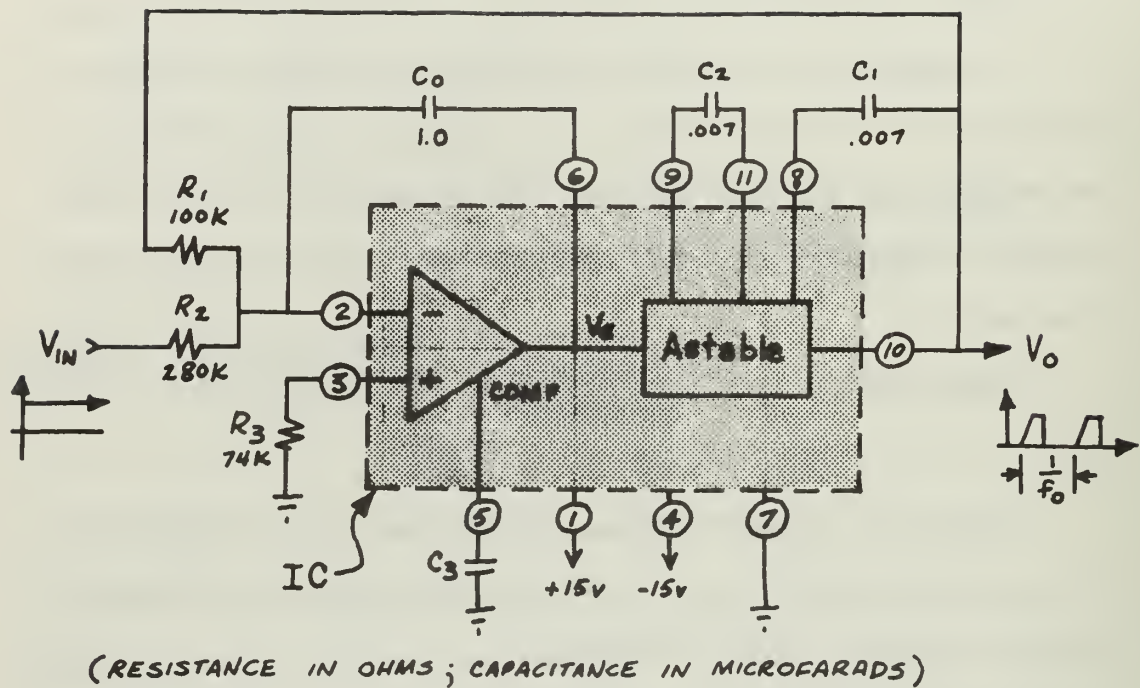 C0
1.0
C2
.007
C1
.007
6
9
11
8
R1
100K
R2
280K
VIN
2
-
3
+
COMP
Astable
10
V0
R3
74K
1
f0
5
1
4
7
IC
C3
+15v
-15v
(RESISTANCE IN OHMS; CAPACITANCE IN MICROFARADS)